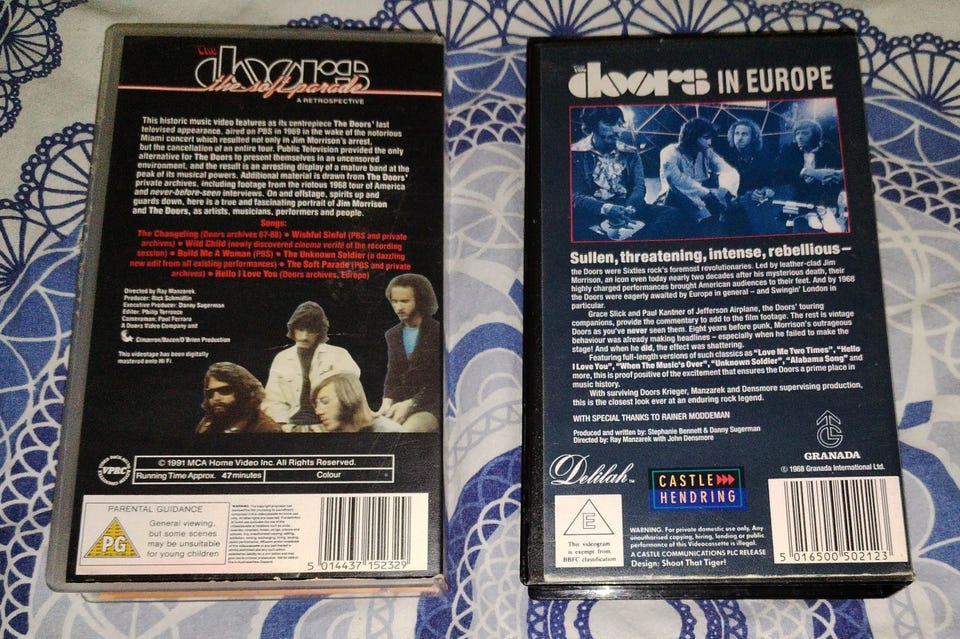 The
doors
the soft parade
A RETROSPECTIVE
This historic music video features as its centrepiece The Doors' last
televised appearance, aired on PBS in 1969 in the wake of the notorious
Miami concert which resulted not only in Jim Morrison's arrest,
but the cancellation of an entire tour. Public Television provided the only
alternative for The Doors to present themselves in an uncensored
environment, and the result is an arresting display of a mature band at the
peak of its musical powers. Additional material is drawn from The Doors'
private archives, including footage from the riotous 1968 tour of America
and never-before-seen interviews. On and offstage, spirits up and
guards down, here is a true and fascinating portrait of Jim Morrison
and The Doors, as artists, musicians, performers and people.
Songs:
The Changeling (Doors archives 67-68) • Wishful Sinful (PBS and private
archives) • Wild Child (newly discovered cinema verité of the recording
session) • Build Me A Woman (PBS) • The Unknown Soldier (a dazzling
new edit from all existing performances) • The Soft Parade (PBS and private
archives) • Hello I Love You (Doors archives, Europe)
Directed by Ray Manzarek.
Producer: Rick Schmidlin
Executive Producer: Danny Sugerman
Editor: Philip Terrence
Cameraman: Paul Ferrara
A Doors Video Company and
Cimarron/Bacon/O'Brien Production
This videotape has been digitally
mastered onto Hi Fi.
VPRC
© 1991 MCA Home Video Inc. All Rights Reserved.
Running Time Approx. 47 minutes Colour
PARENTAL GUIDANCE
PG
General viewing,
but some scenes
may be unsuitable
for young children
5 014437 152329
THE
doors IN EUROPE
Sullen, threatening, intense, rebellious—
the Doors were Sixties rock's foremost revolutionaries. Led by leather-clad Jim
Morrison, an icon even today nearly two decades after his mysterious death, their
highly charged performances brought American audiences to their feet. And by 1968
the Doors were eagerly awaited by Europe in general – and Swingin' London in
particular.
Grace Slick and Paul Kantner of Jefferson Airplane, the Doors' touring
companions, provide the commentary to add to the film footage. The rest is vintage
Doors as you've never seen them. Eight years before punk, Morrison's outrageous
behaviour was already making headlines – especially when he failed to make the
stage! And when he did, the effect was shattering.
Featuring full-length versions of such classics as "Love Me Two Times", "Hello
I Love You", "When The Music's Over", "Unknown Soldier", "Alabama Song" and
more, this is proof positive of the excitement that ensures the Doors a prime place in
music history.
With surviving Doors Krieger, Manzarek and Densmore supervising production,
this is the closest look ever at an enduring rock legend.
WITH SPECIAL THANKS TO RAINER MODDEMAN
Produced and written by: Stephanie Bennett & Danny Sugerman
Directed by: Ray Manzarek with John Densmore
GRANADA
© 1968 Granada International Ltd.
Delilah™
CASTLE
HENDRING
E
This videogram
is exempt from
BBFC classification
WARNING. For private domestic use only. Any
unauthorised copying, hiring, lending or public
performance of this Videocassette is illegal.
A CASTLE COMMUNICATIONS PLC RELEASE
Design: Shoot That Tiger!
5 016500 502123